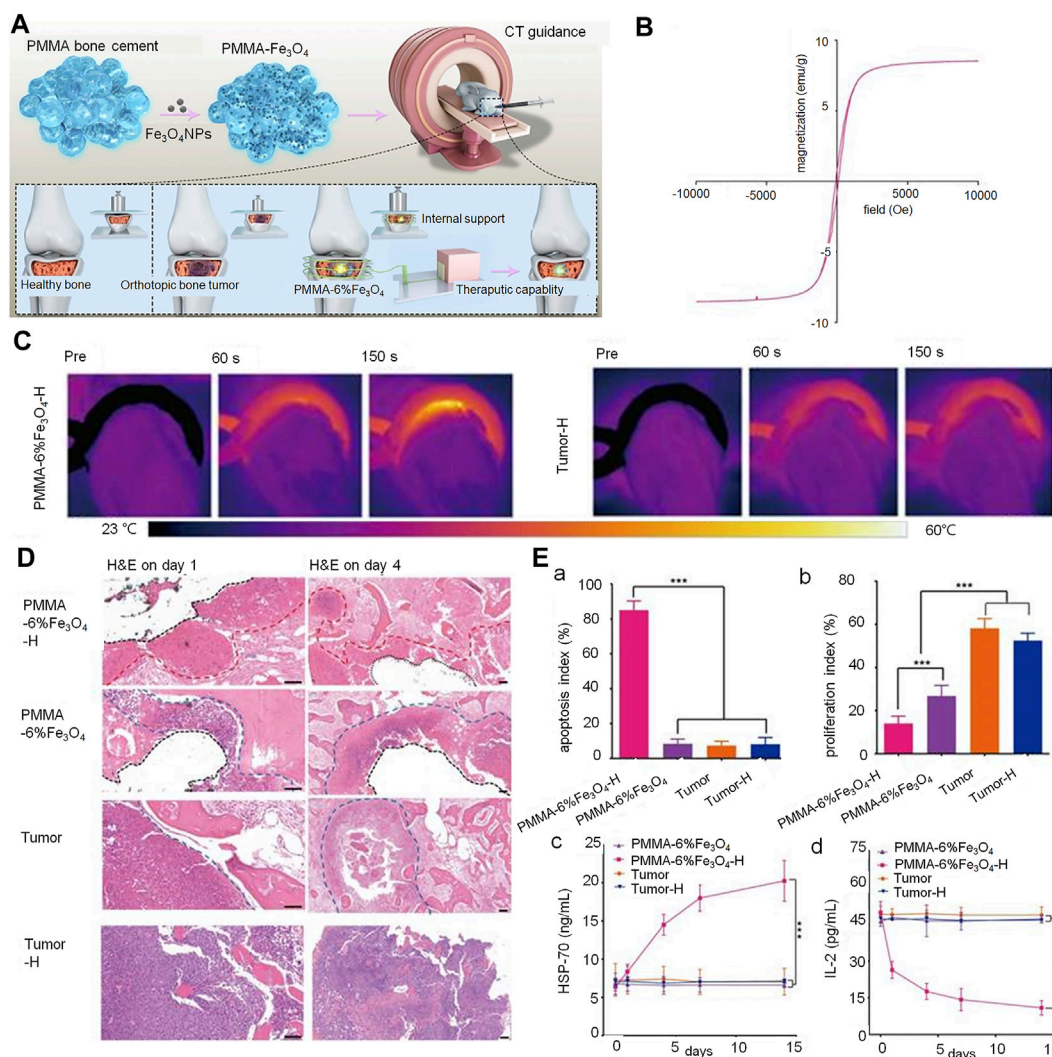 A
PMMA bone cement
PMMA-Fe₃O₄
CT guidance
Fe₃O₄NPs
Internal support
Healthy bone
Orthotopic bone tumor
PMMA-6%Fe₃O₄
Theraputic capablity
B
magnetization (emu/g)
10
5
-10000
-5000
5000
10000
field (Oe)
-5
-10
C
Pre
60 s
150 s
60 s
150 s
Pre
PMMA-6%Fe₃O₄-H
Tumor-H
23 °C
60°C
D
H&E on day 1
H&E on day 4
PMMA
-6%Fe₃O₄
-H
PMMA
-6%Fe₃O₄
Tumor
Tumor
-H
E
a
apoptosis index (%)
100
80
60
40
20
0
***
PMMA-6%Fe₃O₄-H
PMMA-6%Fe₃O₄
Tumor
Tumor-H
b
proliferation index (%)
80
60
40
20
0
***
***
PMMA-6%Fe₃O₄-H
PMMA-6%Fe₃O₄
Tumor
Tumor-H
c
PMMA-6%Fe₃O₄
PMMA-6%Fe₃O₄-H
Tumor
Tumor-H
HSP-70 (ng/mL)
25
20
15
10
5
0
***
0
5
10
15
days
d
PMMA-6%Fe₃O₄
PMMA-6%Fe₃O₄-H
Tumor
Tumor-H
IL-2 (pg/mL)
75
60
45
30
15
0
0
5
10
days